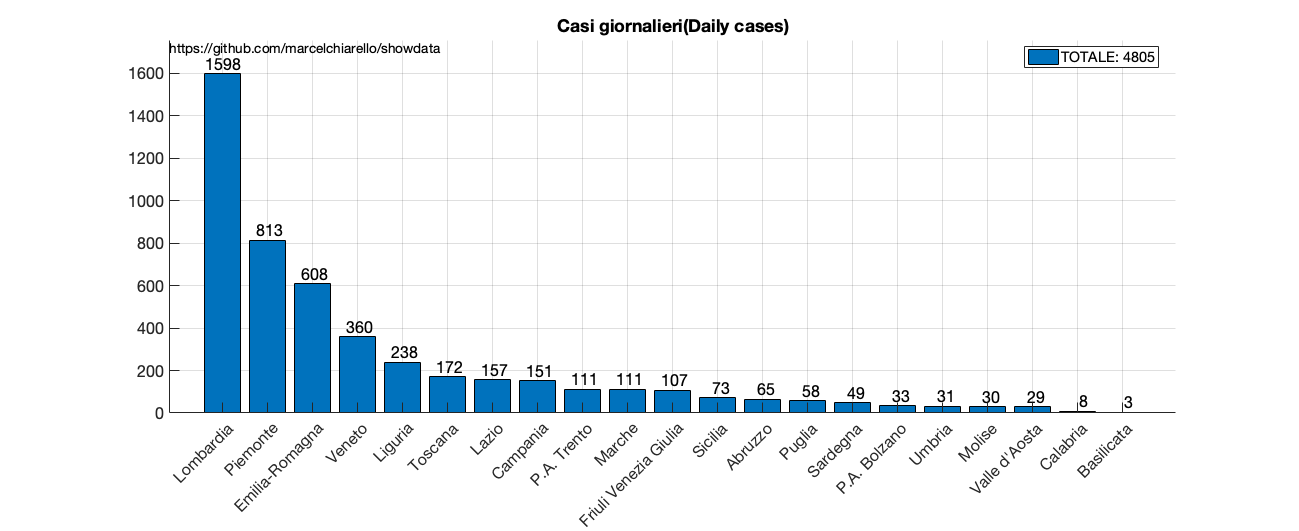 Casi giornalieri(Daily cases)
https://github.com/marcelchiarello/showdata
TOTALE: 4805
1600
1400
1200
1000
800
600
400
200
0
1598
813
608
360
238
172
157
151
111
111
107
73
65
58
49
33
31
30
29
8
3
Lombardia
Piemonte
Emilia-Romagna
Veneto
Liguria
Toscana
Lazio
Campania
P.A. Trento
Marche
Friuli Venezia Giulia
Sicilia
Abruzzo
Puglia
Sardegna
P.A. Bolzano
Umbria
Molise
Valle d'Aosta
Calabria
Basilicata